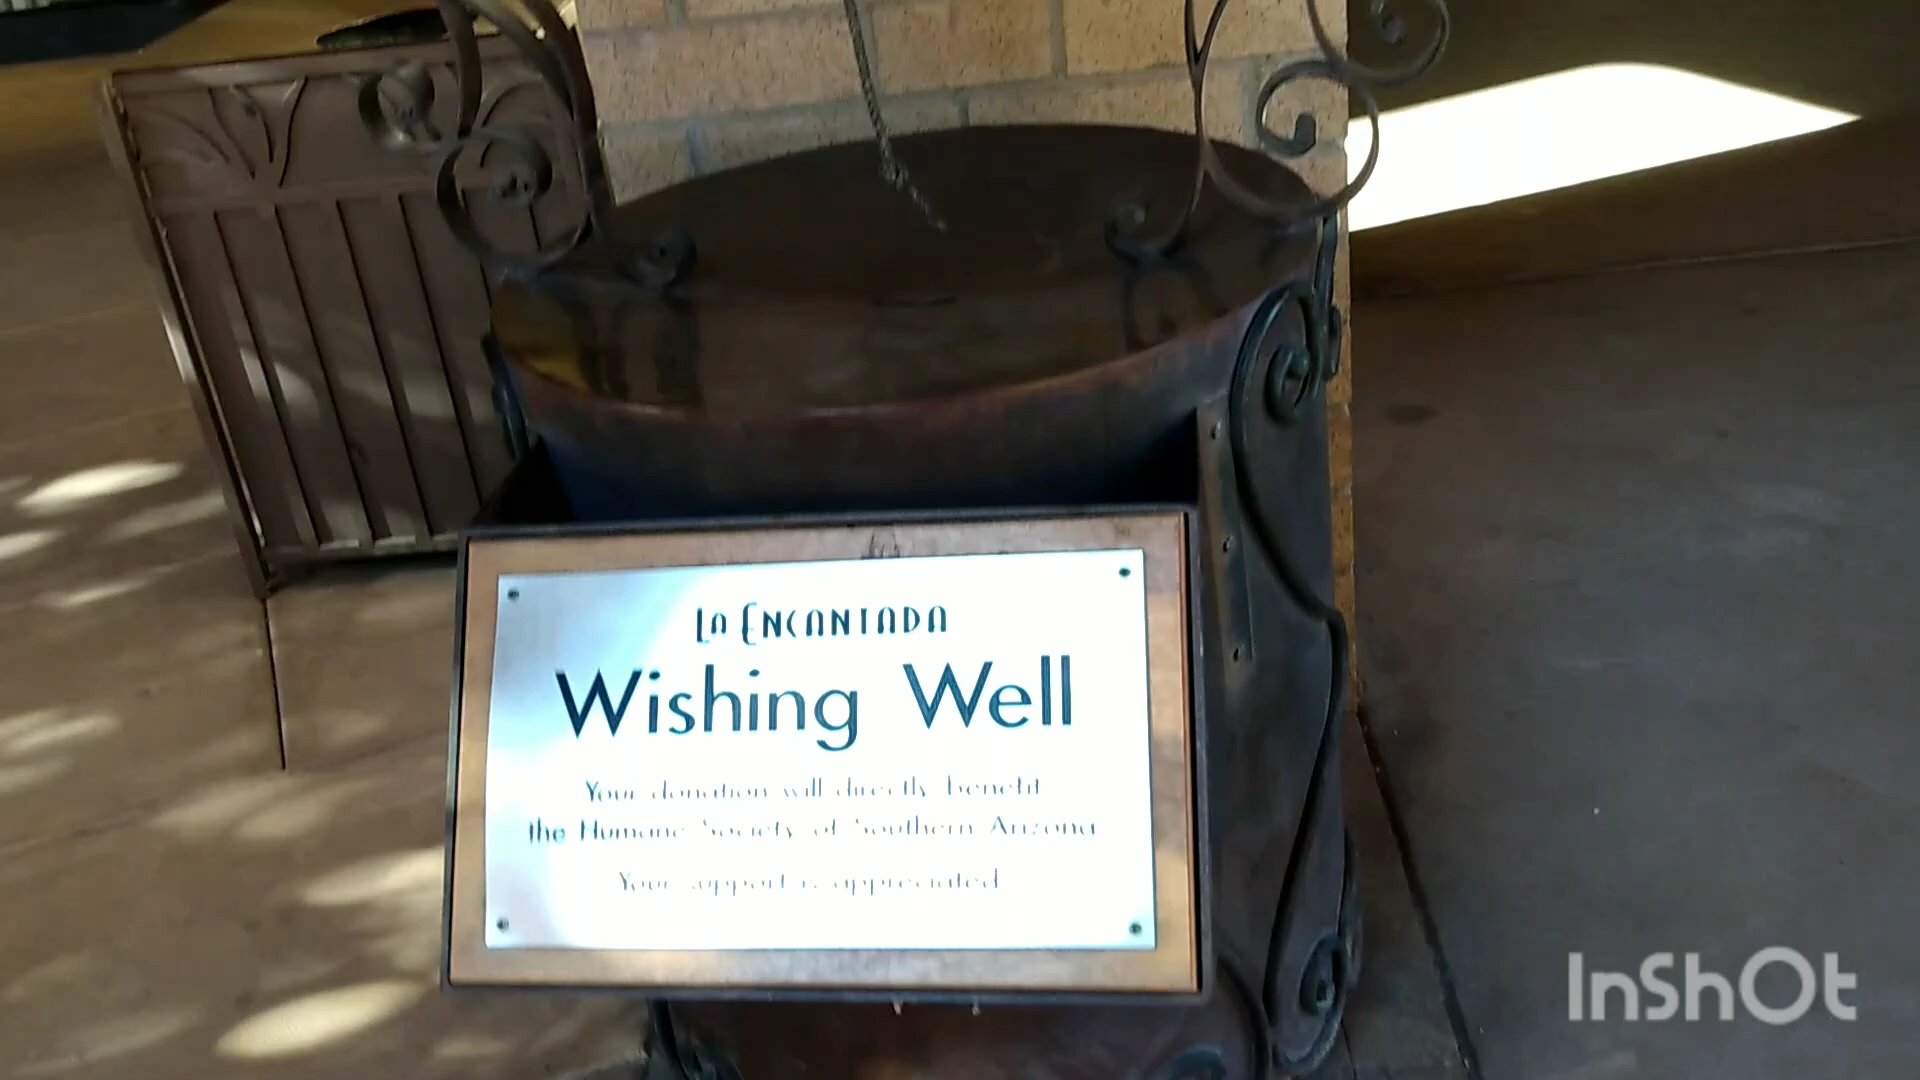 La Encantada
Wishing Well
Your donation will directly benefit
the Humane Society of Southern Arizona
Your support is appreciated
InShOt